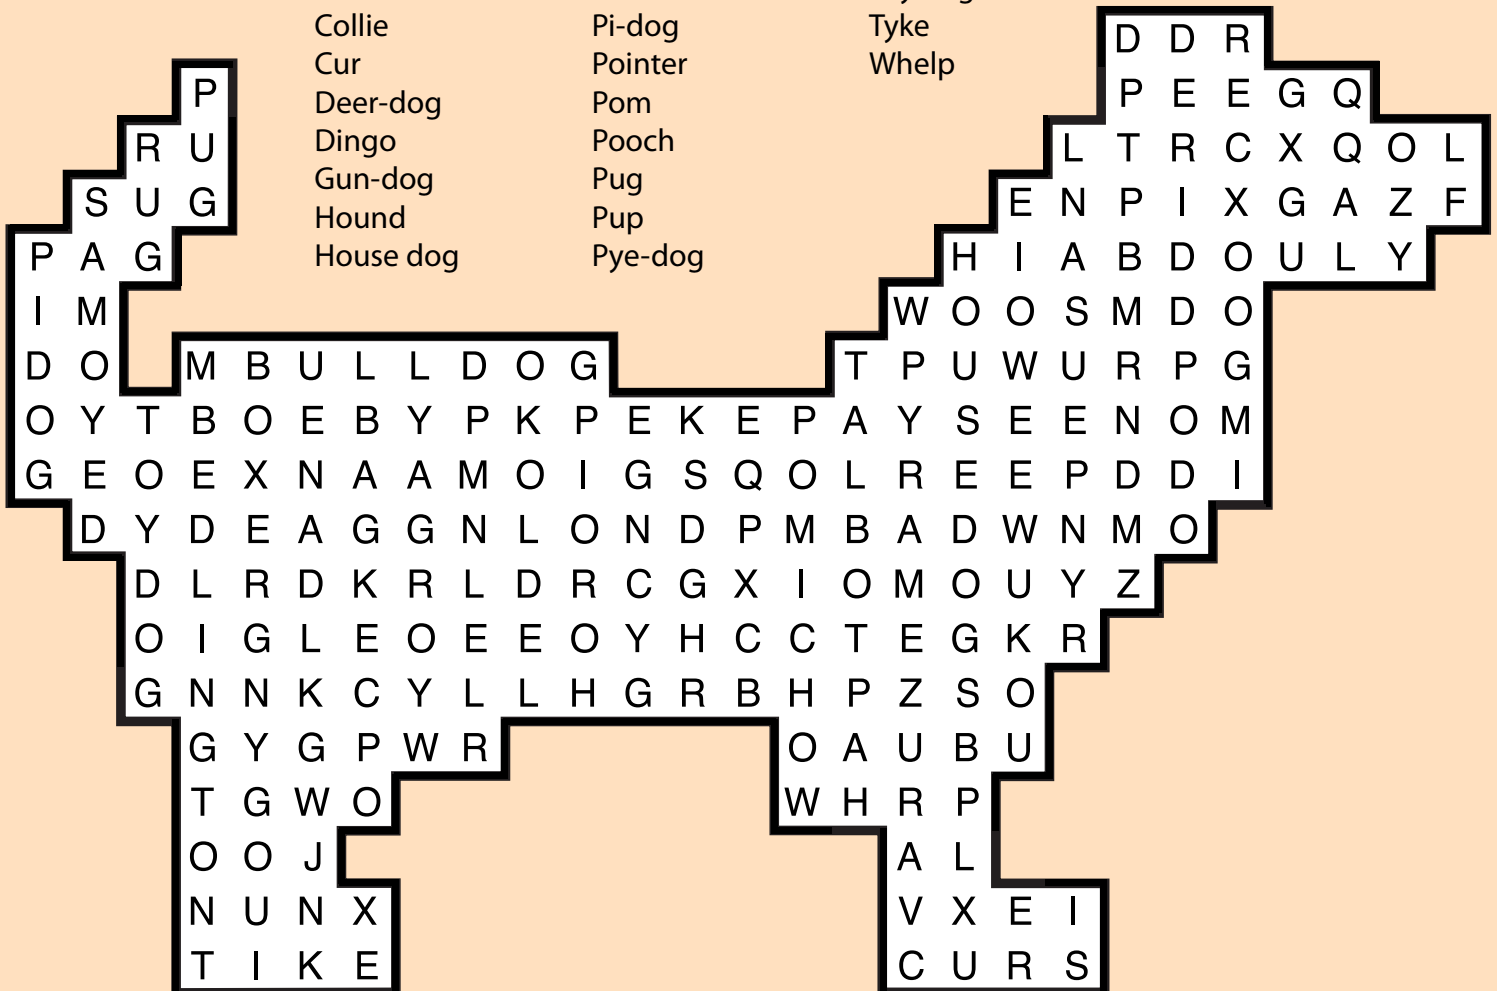 Collie
Cur
Deer-dog
Dingo
Gun-dog
Hound
House dog
Pi-dog
Pointer
Pom
Pooch
Pug
Pup
Pye-dog
Tyke
Whelp
D D R
P P E E G Q
R U L T R C X Q O L
S U G E N P I X G A Z F
P A G H I A B D O U L Y
I M W O O S M D O
D O M B U L L D O G T P U W U R P G
O Y T B O E B Y P K P E K E P A Y S E E N O M
G E O E X N A A M O I G S Q O L R E E P D D I
D Y D E A G G N L O N D P M B A D W N M O
D L R D K R L D R C G X I O M O U Y Z
O I G L E O E E O Y H C C T E G K R
G N N K C Y L L H G R B H P Z S O
G Y G P W R O A U B U
T G W O W H R P
O O J A L
N U N X V X E I
T I K E C U R S